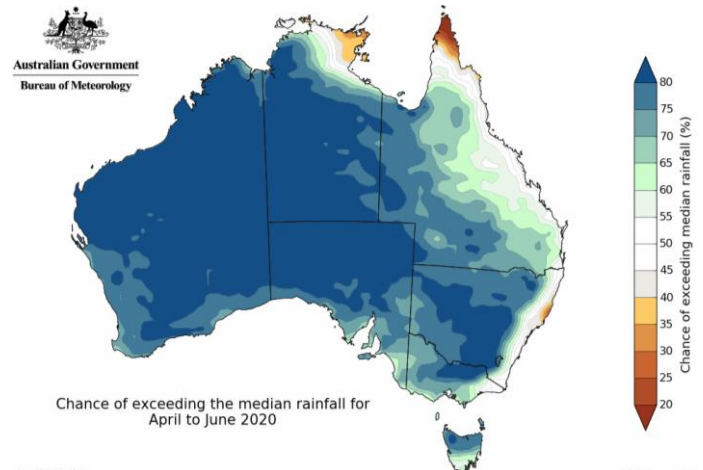 Australian Government
Bureau of Meteorology
80
75
70
65
60
55
50
45
40
35
30
25
20
Chance of exceeding median rainfall (%)
Chance of exceeding the median rainfall for
April to June 2020